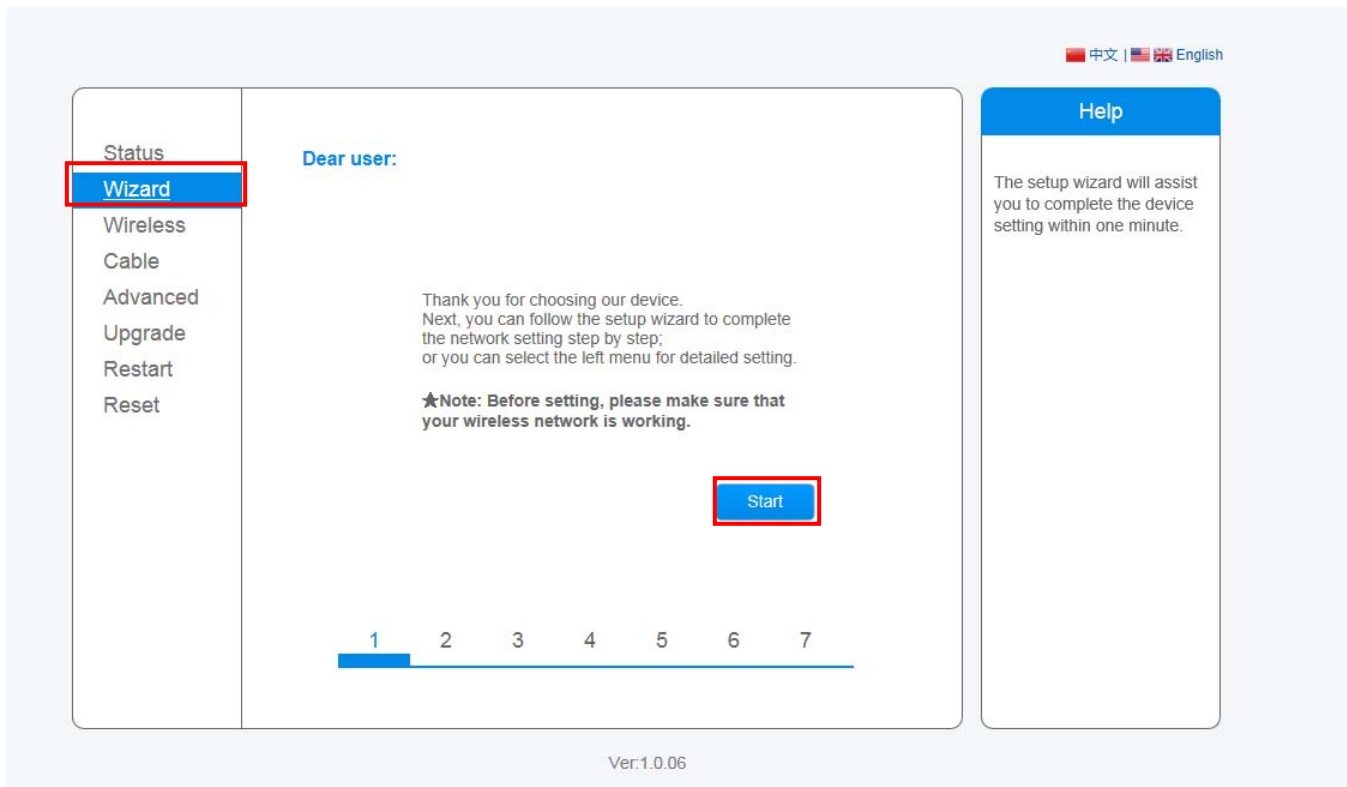 中文 | English
Status
Wizard
Wireless
Cable
Advanced
Upgrade
Restart
Reset
Dear user:
Thank you for choosing our device.
Next, you can follow the setup wizard to complete
the network setting step by step;
or you can select the left menu for detailed setting.
★Note: Before setting, please make sure that
your wireless network is working.
Start
1 2 3 4 5 6 7
Help
The setup wizard will assist
you to complete the device
setting within one minute.
Ver:1.0.06